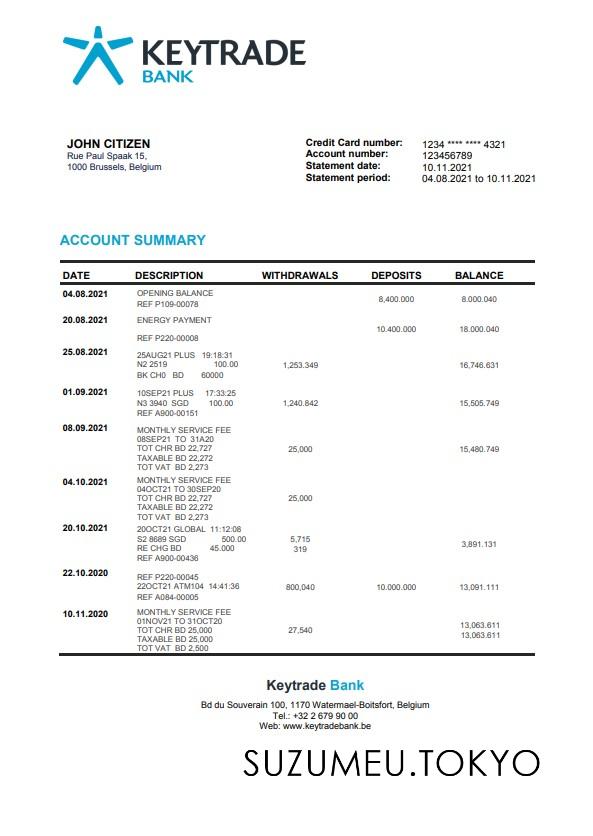 KEYTRADE
BANK
JOHN CITIZEN
Rue Paul Spaak 15,
1000 Brussels, Belgium
Credit Card number: 1234 **** **** 4321
Account number: 123456789
Statement date: 10.11.2021
Statement period: 04.08.2021 to 10.11.2021
ACCOUNT SUMMARY
DATE DESCRIPTION WITHDRAWALS DEPOSITS BALANCE
04.08.2021 OPENING BALANCE
8,400.000 8.000.040
REF P109-00078
20.08.2021 ENERGY PAYMENT
10.400.000 18.000.040
REF P220-00008
25.08.2021 25AUG21 PLUS 19:18:31
N2 2519 100.00 1,253.349 16,746.631
BK CH0 BD 60000
01.09.2021 10SEP21 PLUS 17:33:25
N3 3940 SGD 100.00 1,240.842 15,505.749
REF A900-00151
08.09.2021 MONTHLY SERVICE FEE
08SEP21 TO 31A20
TOT CHR BD 22,727 25,000 15,480.749
TAXABLE BD 22,272
TOT VAT BD 2,273
04.10.2021 MONTHLY SERVICE FEE
04OCT21 TO 30SEP20
TOT CHR BD 22,727 25,000
TAXABLE BD 22,272
TOT VAT BD 2,273
20.10.2021 20OCT21 GLOBAL 11:12:08
S2 8689 SGD 500.00 5,715
RE CHG BD 45.000 319 3,891.131
REF A900-00436
22.10.2020 REF P220-00045
22OCT21 ATM104 14:41:36 800,040 10.000.000 13,091.111
REF A084-00005
10.11.2020 MONTHLY SERVICE FEE
01NOV21 TO 31OCT20 13,063.611
TOT CHR BD 25,000 27,540 13,063.611
TAXABLE BD 25,000
TOT VAT BD 2,500
Keytrade Bank
Bd du Souverain 100, 1170 Watermael-Boitsfort, Belgium
Tel.: +32 2 679 90 00
Web: www.keytradebank.be
SUZUMEU.TOKYO